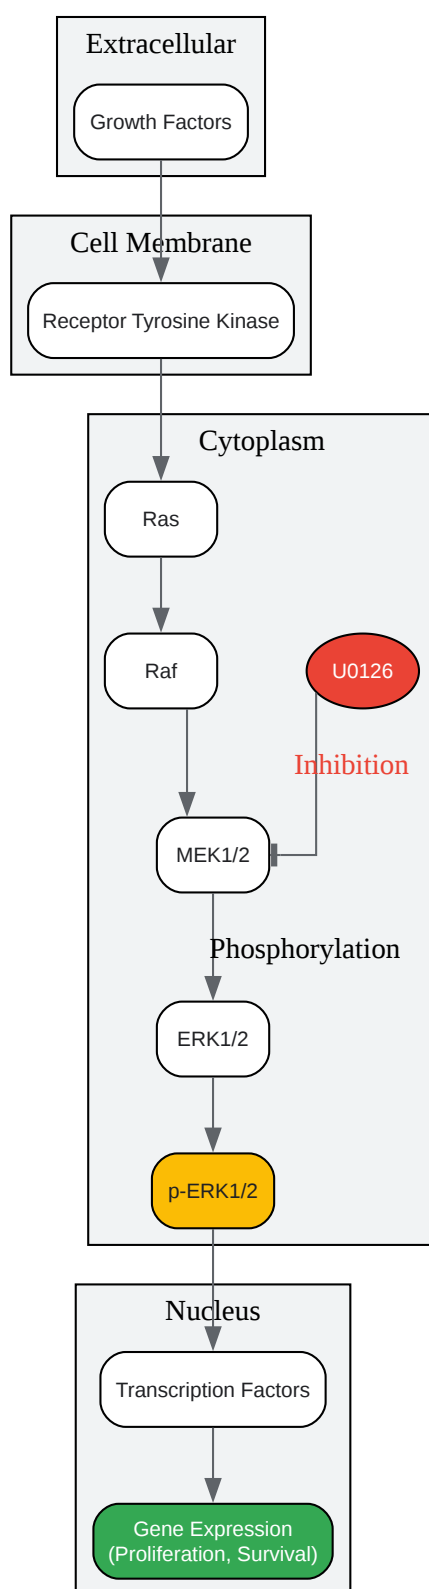 Extracellular
Growth Factors
Cell Membrane
Receptor Tyrosine Kinase
Cytoplasm
Ras
Raf
U0126
Inhibition
MEK1/2
Phosphorylation
ERK1/2
p-ERK1/2
Nucleus
Transcription Factors
Gene Expression
(Proliferation, Survival)